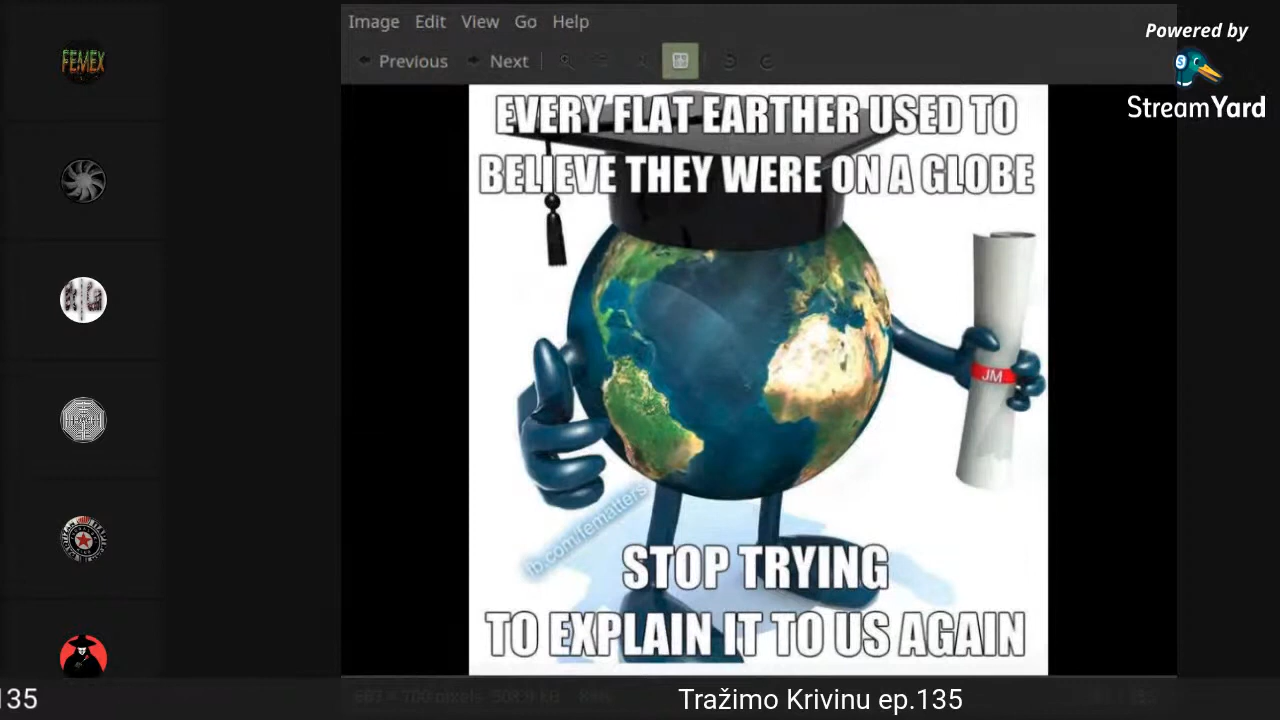 Image Edit View Go Help
Previous Next
Powered by
StreamYard
FEMEX
EVERY FLAT EARTHER USED TO
BELIEVE THEY WERE ON A GLOBE
JM
fb.com/fematters
STOP TRYING
TO EXPLAIN IT TO US AGAIN
135
Tražimo Krivinu ep.135